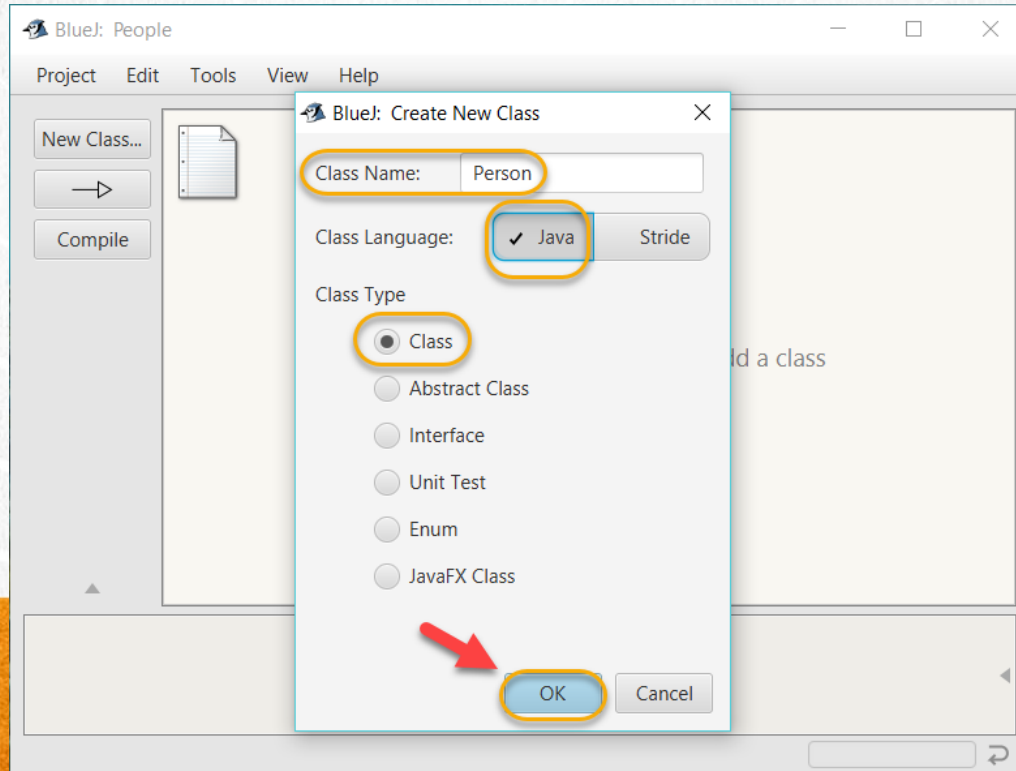 BlueJ: People
Project Edit Tools View Help
BlueJ: Create New Class
New Class...
Class Name: Person
Class Language: Java Stride
Compile
Class Type
Class
a class
Abstract Class
Interface
Unit Test
Enum
JavaFX Class
OK Cancel